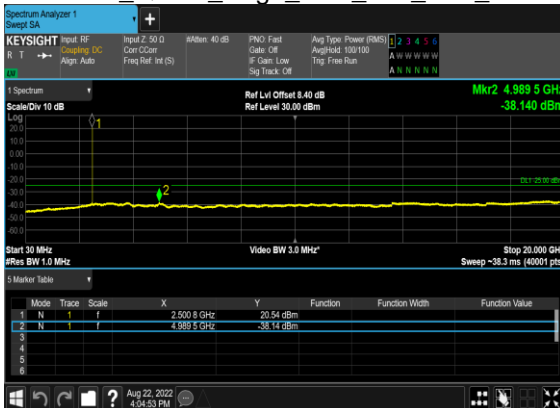 Spectrum Analyzer 1
Swept SA
KEYSIGHT
R T
LW
Input: RF
Coupling: DC
Align: Auto
Input Z: 50 Ω
Corr CCorr
Freq Ref: Int (S)
#Atten: 40 dB
PNO: Fast
Gate: Off
IF Gain: Low
Sig Track: Off
Avg Type: Power (RMS)
Avg|Hold: 100/100
Trig: Free Run
1 2 3 4 5 6
A W W W W W
A N N N N N
1 Spectrum
Scale/Div 10 dB
Ref Lvl Offset 8.40 dB
Ref Level 30.00 dBm
Mkr2 4.989 5 GHz
-38.140 dBm
Log
20.0
10.0
0.00
-10.0
-20.0
-30.0
-40.0
-50.0
-60.0
1
2
DL1 -25.00 dBm
Start 30 MHz
#Res BW 1.0 MHz
Video BW 3.0 MHz*
Stop 20.000 GHz
Sweep ~38.3 ms (40001 pts)
5 Marker Table
Mode Trace Scale X Y Function Function Width Function Value
1 N 1 f 2.500 8 GHz 20.54 dBm
2 N 1 f 4.989 5 GHz -38.14 dBm
3
4
5
6
?
Aug 22, 2022
4:04:53 PM